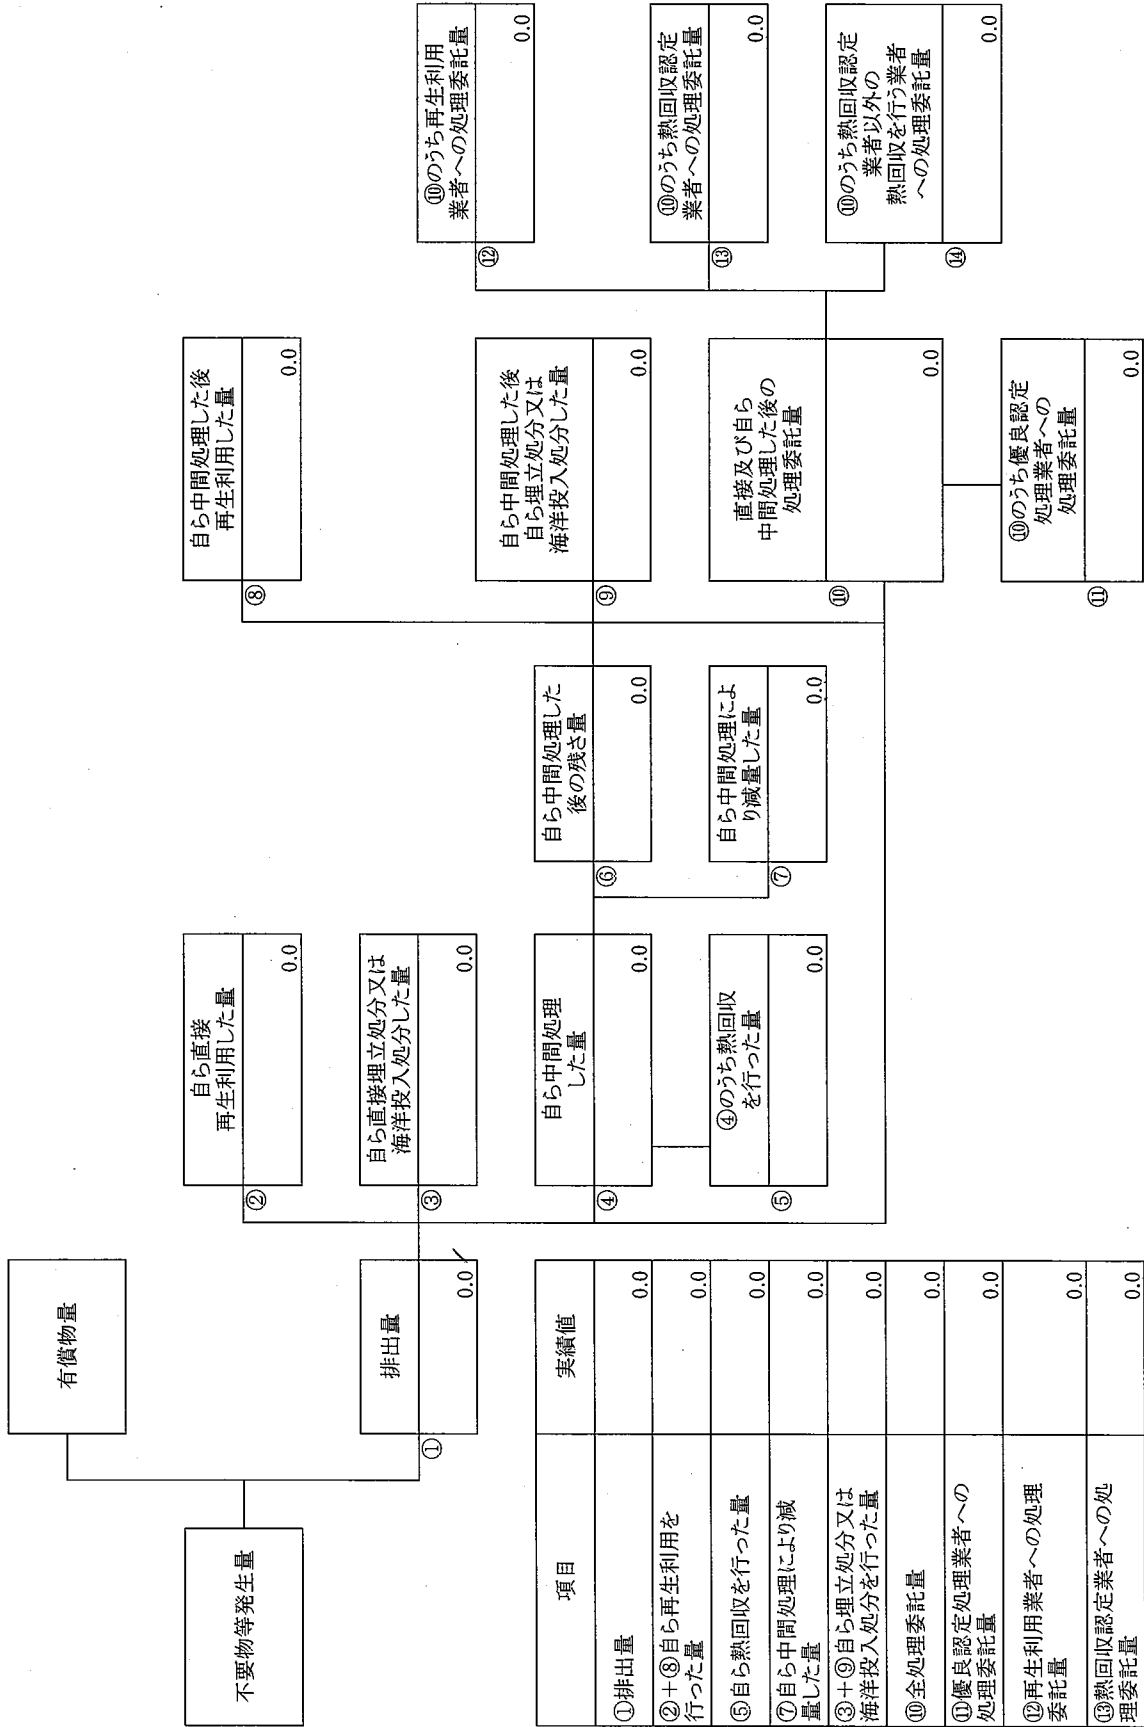 不要物等発生量
有償物量
排出量
①
0.0
自ら直接
再生利用した量
②
0.0
自ら直接埋立処分又は
海洋投入処分した量
③
0.0
自ら中間処理
した量
④
0.0
④のうち熱回収
を行った量
⑤
0.0
自ら中間処理した
後の残さ量
⑥
0.0
自ら中間処理によ
り減量した量
⑦
0.0
自ら中間処理した後
再生利用した量
⑧
0.0
自ら中間処理した後
自ら埋立処分又は
海洋投入処分した量
⑨
0.0
直接及び自ら
中間処理した後の
処理委託量
⑩
0.0
⑩のうち優良認定
処理業者への
処理委託量
⑪
0.0
⑩のうち再生利用
業者への処理委託量
⑫
0.0
⑩のうち熱回収認定
業者への処理委託量
⑬
0.0
⑩のうち熱回収認定
業者以外の
熱回収を行う業者
への処理委託量
⑭
0.0
項目 実績値
①排出量 0.0
②+⑧自ら再生利用を
行った量 0.0
⑤自ら熱回収を行った量 0.0
⑦自ら中間処理により減
量した量 0.0
③+⑨自ら埋立処分又は
海洋投入処分を行った量 0.0
⑩全処理委託量 0.0
⑪優良認定処理業者への
処理委託量 0.0
⑫再生利用業者への処理
委託量 0.0
⑬熱回収認定業者への処
理委託量 0.0